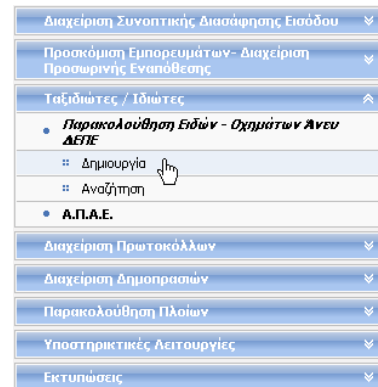 Διαχείριση Συνοπτικής Διασάφησης Εισόδου
Προσκόμιση Εμπορευμάτων- Διαχείριση
Προσωρινής Εναπόθεσης
Ταξιδιώτες / Ιδιώτες
Παρακολούθηση Ειδών - Οχημάτων Άνευ
ΔΕΠΕ
Δημιουργία
Αναζήτηση
Α.Π.Α.Ε.
Διαχείριση Πρωτοκόλλων
Διαχείριση Δημοπρασιών
Παρακολούθηση Πλοίων
Υποστηρικτικές Λειτουργίες
Εκτυπώσεις